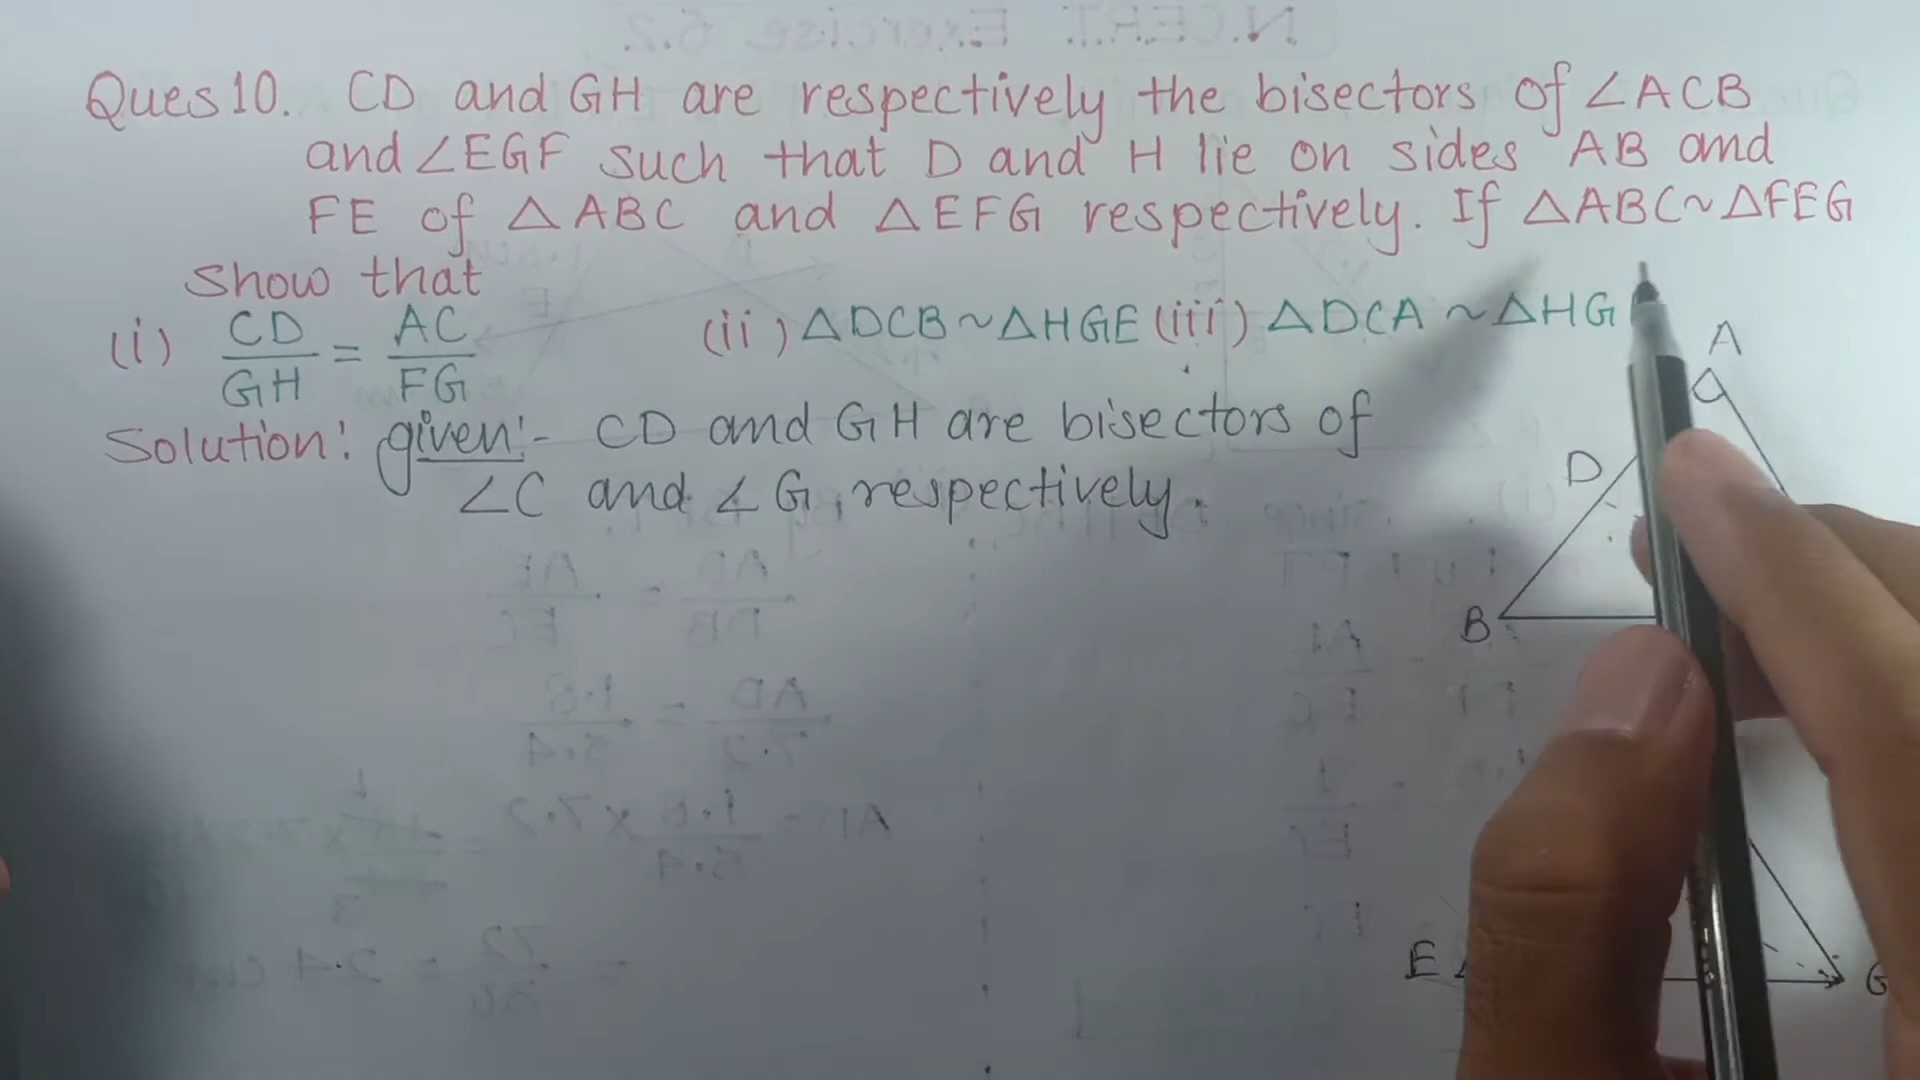 Ques 10. CD and GH are respectively the bisectors of ∠ACB
and ∠EGF such that D and H lie on sides AB and
FE of △ABC and △EFG respectively. If △ABC ~ △FEG
Show that
(i) CD/GH = AC/FG (ii) △DCB ~ △HGE (iii) △DCA ~ △HG
Solution: given:- CD and GH are bisectors of
∠C and ∠G, respectively.
A
D
B
E
G